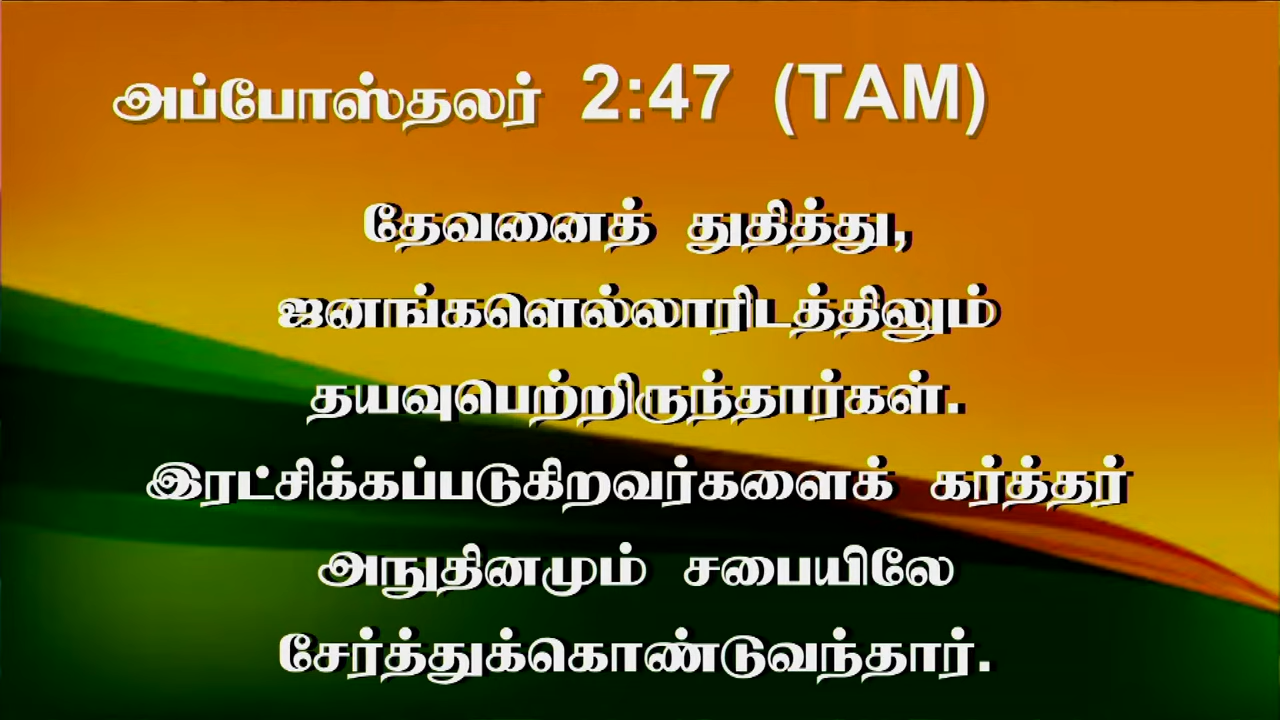 அப்போஸ்தலர் 2:47 (TAM)
தேவனைத் துதித்து,
ஜனங்களெல்லாரிடத்திலும்
தயவுபெற்றிருந்தார்கள்.
இரட்சிக்கப்படுகிறவர்களைக் கர்த்தர்
அநுதினமும் சபையிலே
சேர்த்துக்கொண்டுவந்தார்.